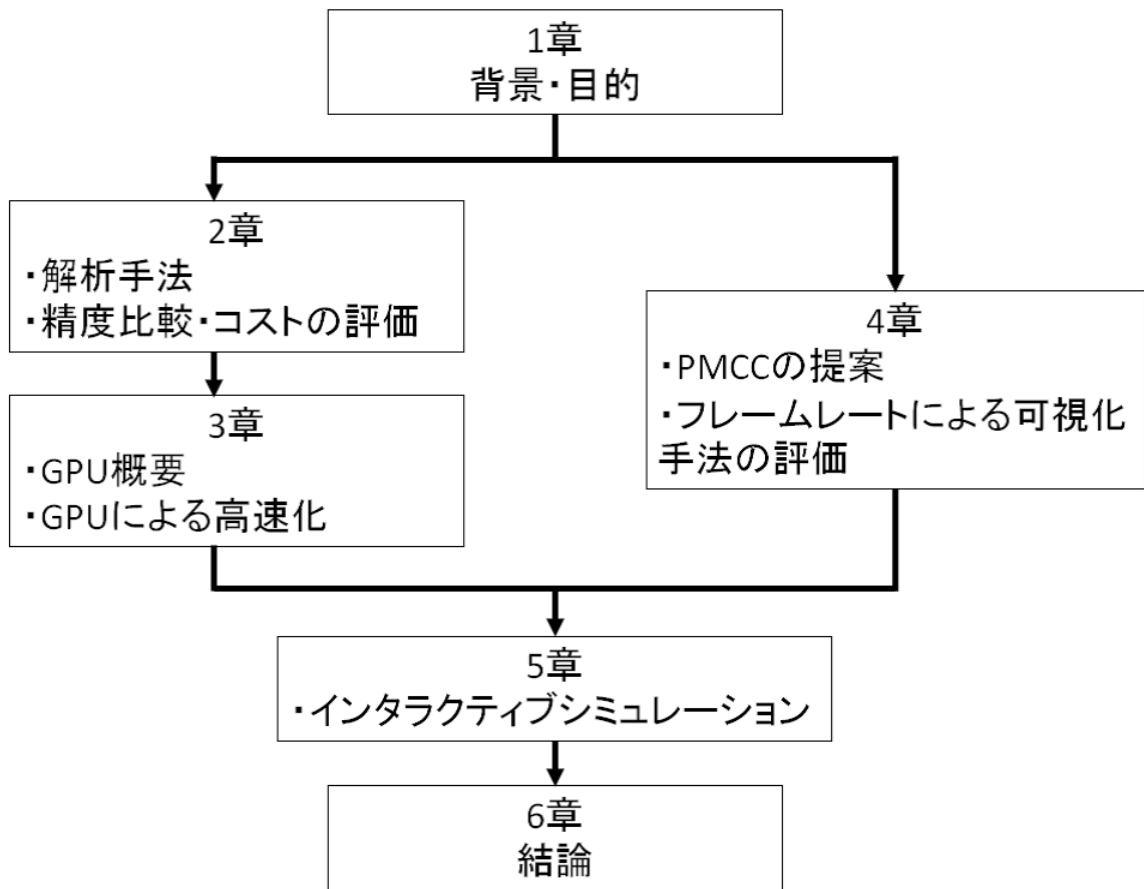 1章
背景・目的
2章
・解析手法
・精度比較・コストの評価
3章
・GPU概要
・GPUによる高速化
4章
・PMCCの提案
・フレームレートによる可視化
手法の評価
5章
・インタラクティブシミュレーション
6章
結論